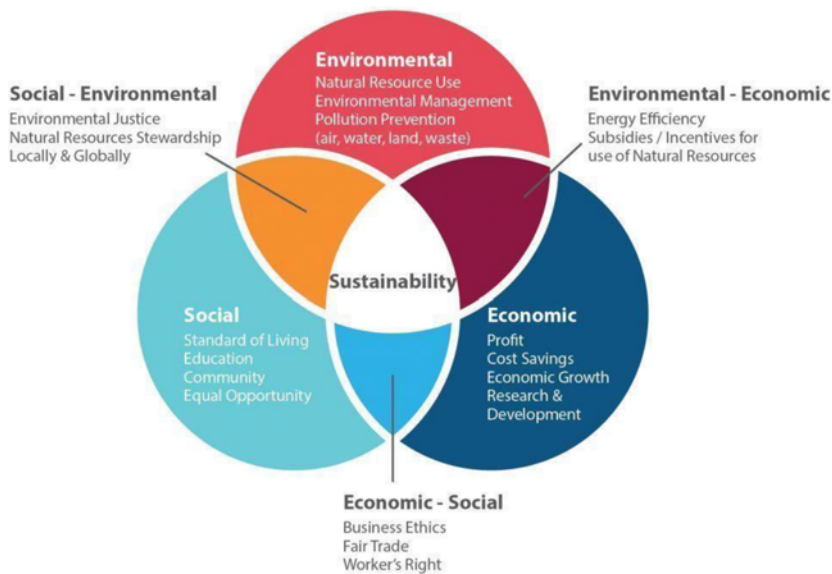 Environmental
Natural Resource Use
Environmental Management
Pollution Prevention
(air, water, land, waste)
Social - Environmental
Environmental Justice
Natural Resources Stewardship
Locally & Globally
Environmental - Economic
Energy Efficiency
Subsidies / Incentives for
use of Natural Resources
Sustainability
Social
Standard of Living
Education
Community
Equal Opportunity
Economic
Profit
Cost Savings
Economic Growth
Research &
Development
Economic - Social
Business Ethics
Fair Trade
Worker's Right